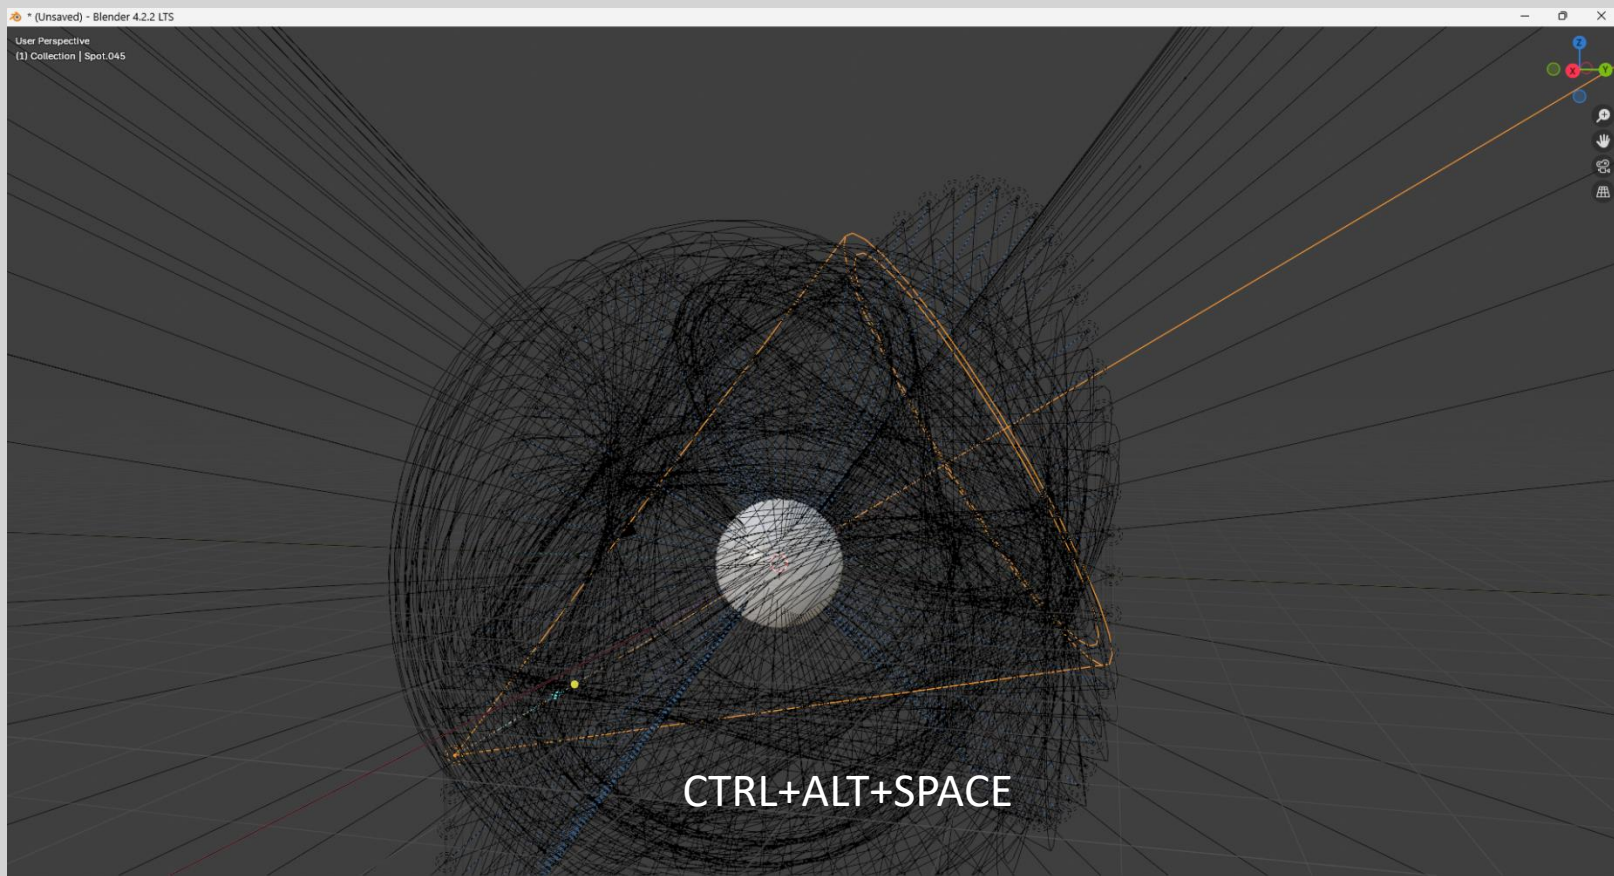 * (Unsaved) - Blender 4.2.2 LTS
User Perspective
(1) Collection | Spot.045
Z
X
Y
CTRL+ALT+SPACE